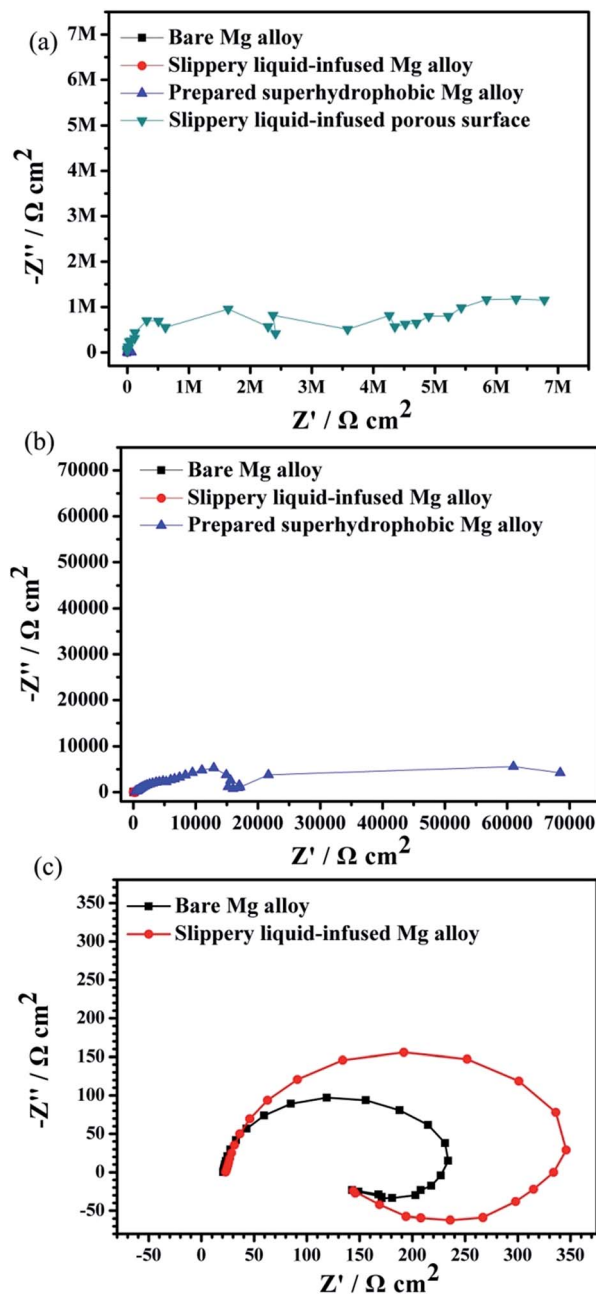 (a)
7M
6M
5M
4M
3M
2M
1M
0
-Z'' / Ω cm2
Bare Mg alloy
Slippery liquid-infused Mg alloy
Prepared superhydrophobic Mg alloy
Slippery liquid-infused porous surface
0 1M 2M 3M 4M 5M 6M 7M
Z' / Ω cm2
(b)
70000
60000
50000
40000
30000
20000
10000
0
-Z'' / Ω cm2
Bare Mg alloy
Slippery liquid-infused Mg alloy
Prepared superhydrophobic Mg alloy
0 10000 20000 30000 40000 50000 60000 70000
Z' / Ω cm2
(c)
350
300
250
200
150
100
50
0
-50
-Z'' / Ω cm2
Bare Mg alloy
Slippery liquid-infused Mg alloy
-50 0 50 100 150 200 250 300 350
Z' / Ω cm2